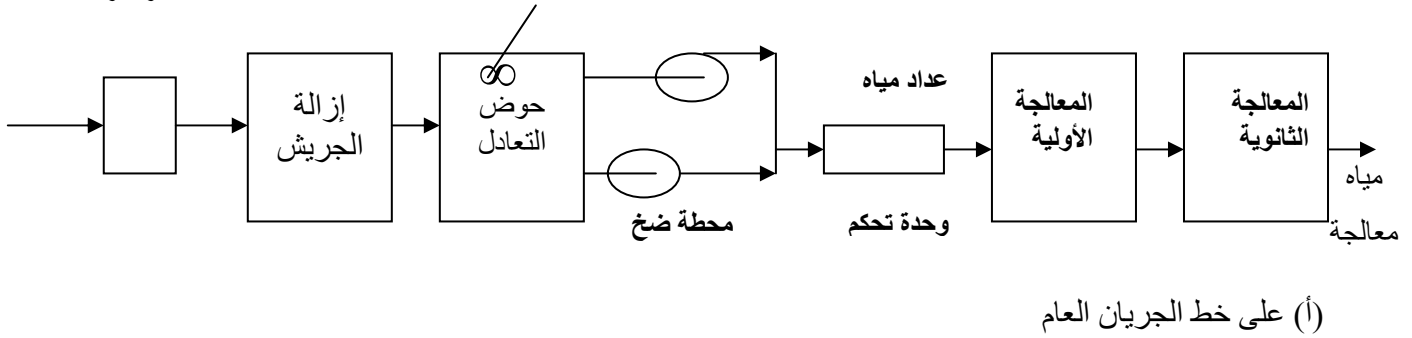 إزالة
الجريش
حوض
التعادل
محطة ضخ
عداد مياه
وحدة تحكم
المعالجة
الأولية
المعالجة
الثانوية
مياه
معالجة
(أ) على خط الجريان العام